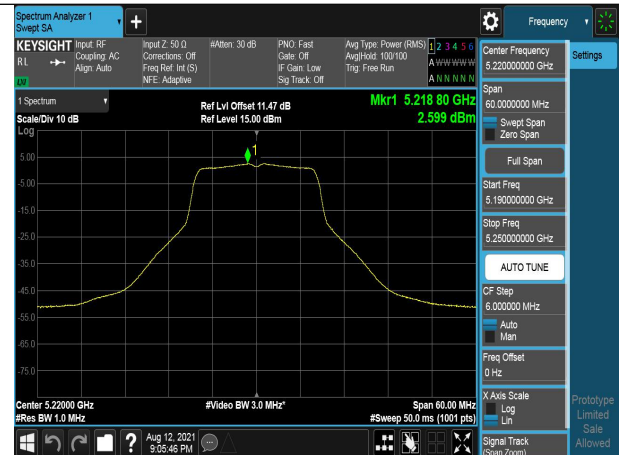 Spectrum Analyzer 1
Swept SA
Frequency
KEYSIGHT
RL
Input: RF
Coupling: AC
Align: Auto
Input Z: 50 Ω
Corrections: Off
Freq Ref: Int (S)
NFE: Adaptive
#Atten: 30 dB
PNO: Fast
Gate: Off
IF Gain: Low
Sig Track: Off
Avg Type: Power (RMS)
Avg|Hold: 100/100
Trig: Free Run
1 2 3 4 5 6
A W W W W W
A N N N N N
1 Spectrum
Scale/Div 10 dB
Log
Ref Lvl Offset 11.47 dB
Ref Level 15.00 dBm
Mkr1 5.218 80 GHz
2.599 dBm
1
5.00
-5.00
-15.0
-25.0
-35.0
-45.0
-55.0
-65.0
-75.0
Center 5.22000 GHz
#Res BW 1.0 MHz
#Video BW 3.0 MHz*
Span 60.00 MHz
#Sweep 50.0 ms (1001 pts)
Aug 12, 2021
9:05:46 PM
Center Frequency
5.220000000 GHz
Span
60.0000000 MHz
Swept Span
Zero Span
Full Span
Start Freq
5.190000000 GHz
Stop Freq
5.250000000 GHz
AUTO TUNE
CF Step
6.000000 MHz
Auto
Man
Freq Offset
0 Hz
X Axis Scale
Log
Lin
Signal Track
(Span Zoom)
Settings
Prototype
Limited
Sale
Allowed